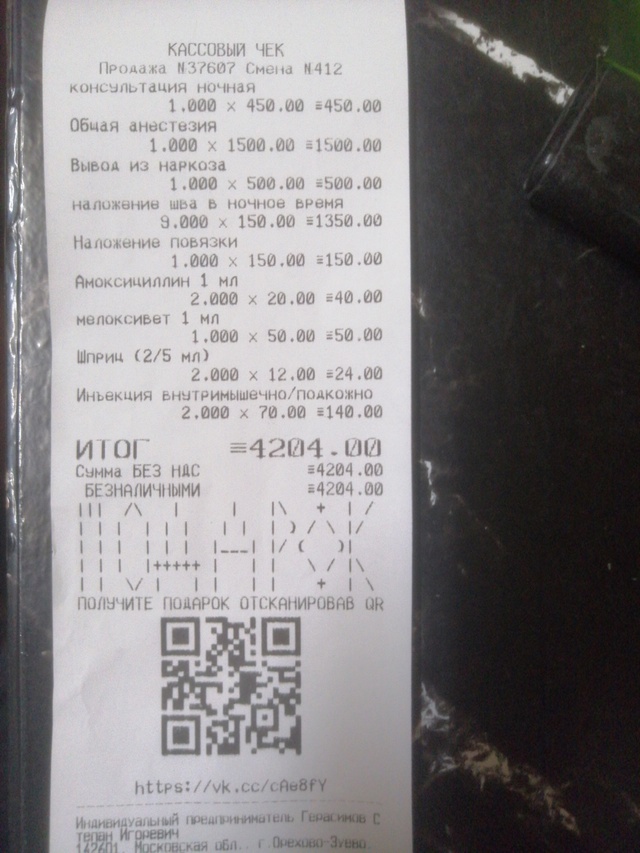 КАССОВЫЙ ЧЕК
Продажа №37607 Смена №412
консультация ночная
1.000 × 450.00 ≡450.00
Общая анестезия
1.000 × 1500.00 ≡1500.00
Вывод из наркоза
1.000 × 500.00 ≡500.00
наложение шва в ночное время
9.000 × 150.00 ≡1350.00
Наложение повязки
1.000 × 150.00 ≡150.00
Амоксициллин 1 мл
2.000 × 20.00 ≡40.00
мелоксивет 1 мл
1.000 × 50.00 ≡50.00
Шприц (2/5 мл)
2.000 × 12.00 ≡24.00
Инъекция внутримышечно/подкожно
2.000 × 70.00 ≡140.00
ИТОГ ≡4204.00
Сумма БЕЗ НДС ≡4204.00
БЕЗНАЛИЧНЫМИ ≡4204.00
ПОЛУЧИТЕ ПОДАРОК ОТСКАНИРОВАВ QR
https://vk.cc/cAe8fY
Индивидуальный предприниматель Герасимов С
тепан Игоревич
142601, Московская обл., г.Орехово-Зуево,